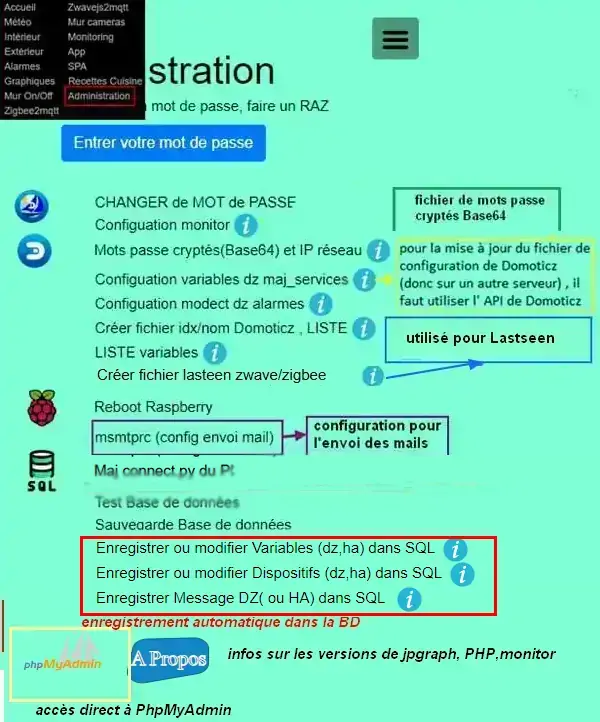 Accueil Zwavejs2mqtt
Météo Mur cameras
Intérieur Monitoring
Extérieur App
Alarmes SPA
Graphiques Recettes Cuisine
Mur On/Off Administration
Zigbee2mqtt
stration
mot de passe, faire un RAZ
Entrer votre mot de passe
CHANGER de MOT de PASSE
fichier de mots passe
cryptés Base64
Configuation monitor i
Mots passe cryptés(Base64) et IP réseau i
pour la mise à jour du fichier de
configuration de Domoticz
(donc sur un autre serveur) , il
faut utiliser l' API de Domoticz
Configuation variables dz maj_services i
Configuation modect dz alarmes i
Créer fichier idx/nom Domoticz , LISTE i
utilisé pour Lastseen
LISTE variables i
Créer fichier lasteen zwave/zigbee i
Reboot Raspberry
msmtprc (config envoi mail)
configuration pour
l'envoi des mails
Maj connect.py du PI
SQL
Test Base de données
Sauvegarde Base de données
Enregistrer ou modifier Variables (dz,ha) dans SQL i
Enregistrer ou modifier Dispositifs (dz,ha) dans SQL i
Enregistrer Message DZ( ou HA) dans SQL i
enregistrement automatique dans la BD
phpMyAdmin
A Propos
infos sur les versions de jpgraph, PHP,monitor
accès direct à PhpMyAdmin